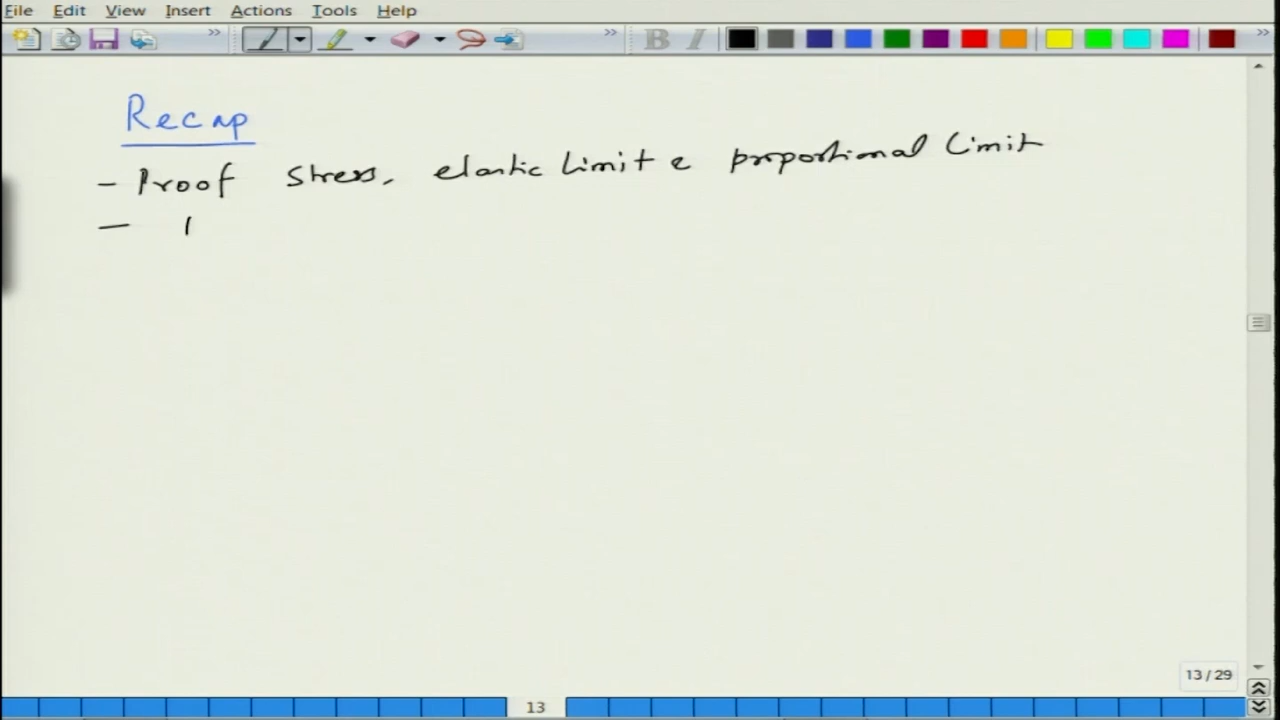 File Edit View Insert Actions Tools Help
B I
Recap
- Proof stress, elastic limit & proportional limit
-
13 / 29
13